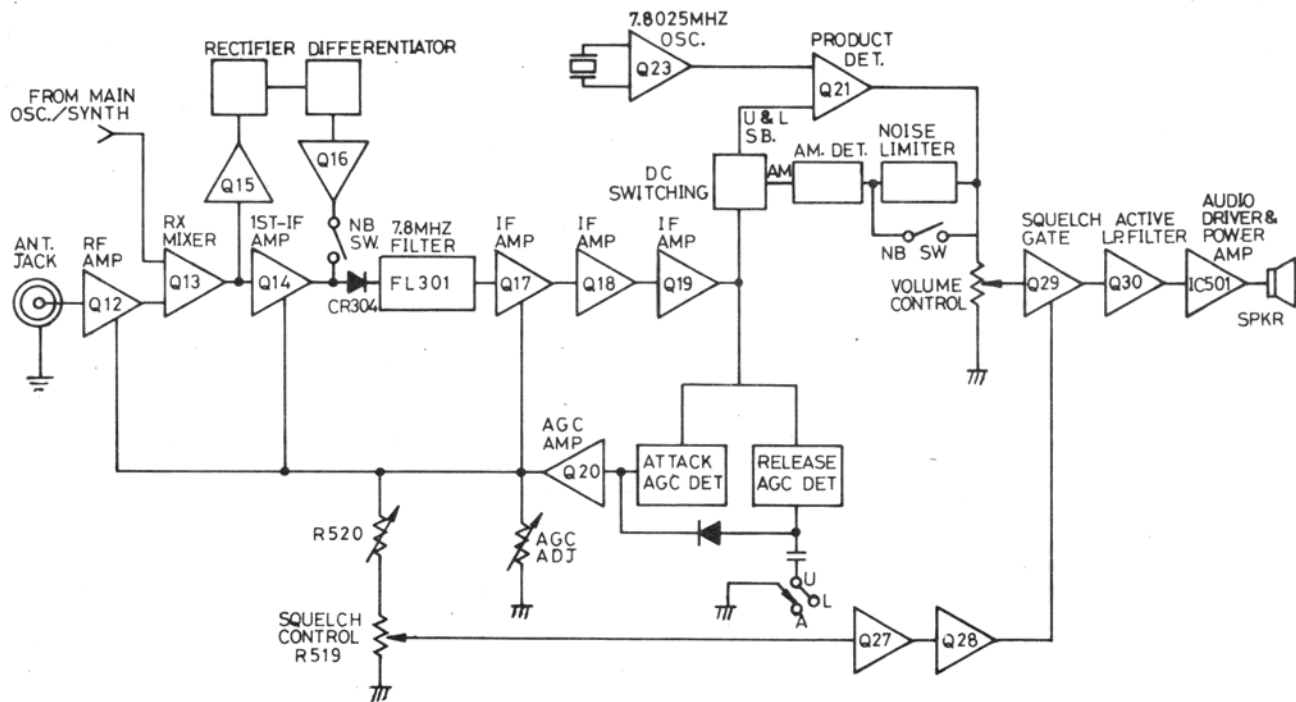 7.8025MHZ
OSC.
Q23
PRODUCT
DET.
Q21
RECTIFIER
DIFFERENTIATOR
FROM MAIN
OSC./SYNTH
Q15
Q16
NB
SW.
U & L
SB.
DC
SWITCHING
AM
AM. DET.
NOISE
LIMITER
NB SW
ANT.
JACK
RF
AMP
Q12
RX
MIXER
Q13
1ST-IF
AMP
Q14
CR304
7.8MHZ
FILTER
FL301
IF
AMP
Q17
IF
AMP
Q18
IF
AMP
Q19
VOLUME
CONTROL
SQUELCH
GATE
Q29
ACTIVE
L.P.FILTER
Q30
AUDIO
DRIVER &
POWER
AMP
IC501
SPKR
AGC
AMP
Q20
ATTACK
AGC DET
RELEASE
AGC DET
R520
AGC
ADJ
U
L
A
SQUELCH
CONTROL
R519
Q27
Q28